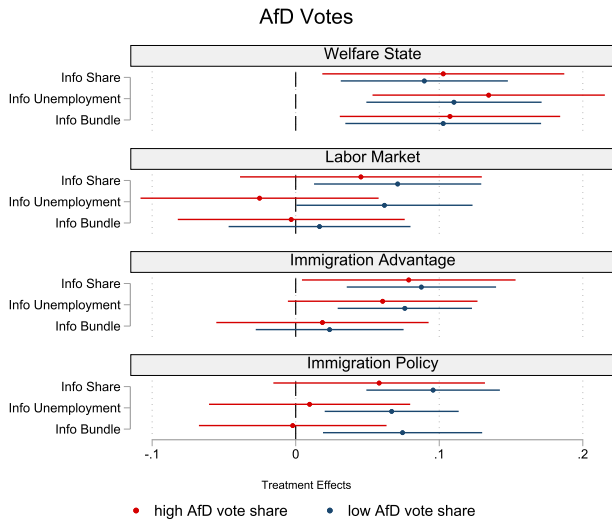 AfD Votes
Welfare State
Info Share
Info Unemployment
Info Bundle
Labor Market
Info Share
Info Unemployment
Info Bundle
Immigration Advantage
Info Share
Info Unemployment
Info Bundle
Immigration Policy
Info Share
Info Unemployment
Info Bundle
-.1 0 .1 .2
Treatment Effects
high AfD vote share low AfD vote share